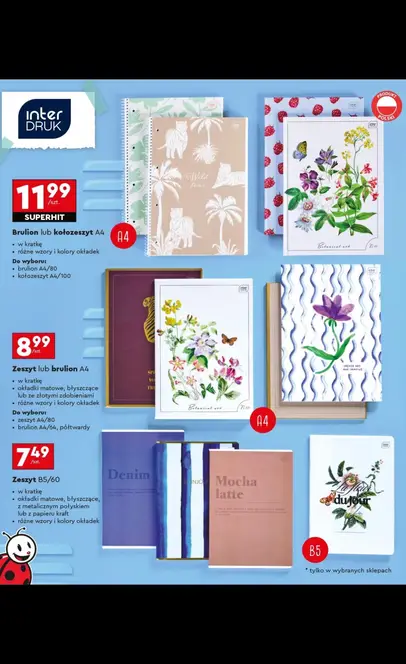 inter
DRUK
PRODUKT
POLSKI
11.99
/szt.
SUPERHIT
Brulion lub kołozeszyt A4
• w kratkę
• różne wzory i kolory okładek
Do wyboru:
• brulion A4/80
• kołozeszyt A4/100
A4
Wild
Botanical art
8.99
/szt.
Zeszyt lub brulion A4
• w kratkę
• okładki matowe, błyszczące
lub ze złotymi zdobieniami
• różne wzory i kolory okładek
Do wyboru:
• zeszyt A4/80
• brulion A4/64, półtwardy
Botanical art
A4
7.49
/szt.
Zeszyt B5/60
• w kratkę
• okładki matowe, błyszczące,
z metalicznym połyskiem
lub z papieru kraft
• różne wzory i kolory okładek
Denim
Mocha
latte
du jour
B5
* tylko w wybranych sklepach